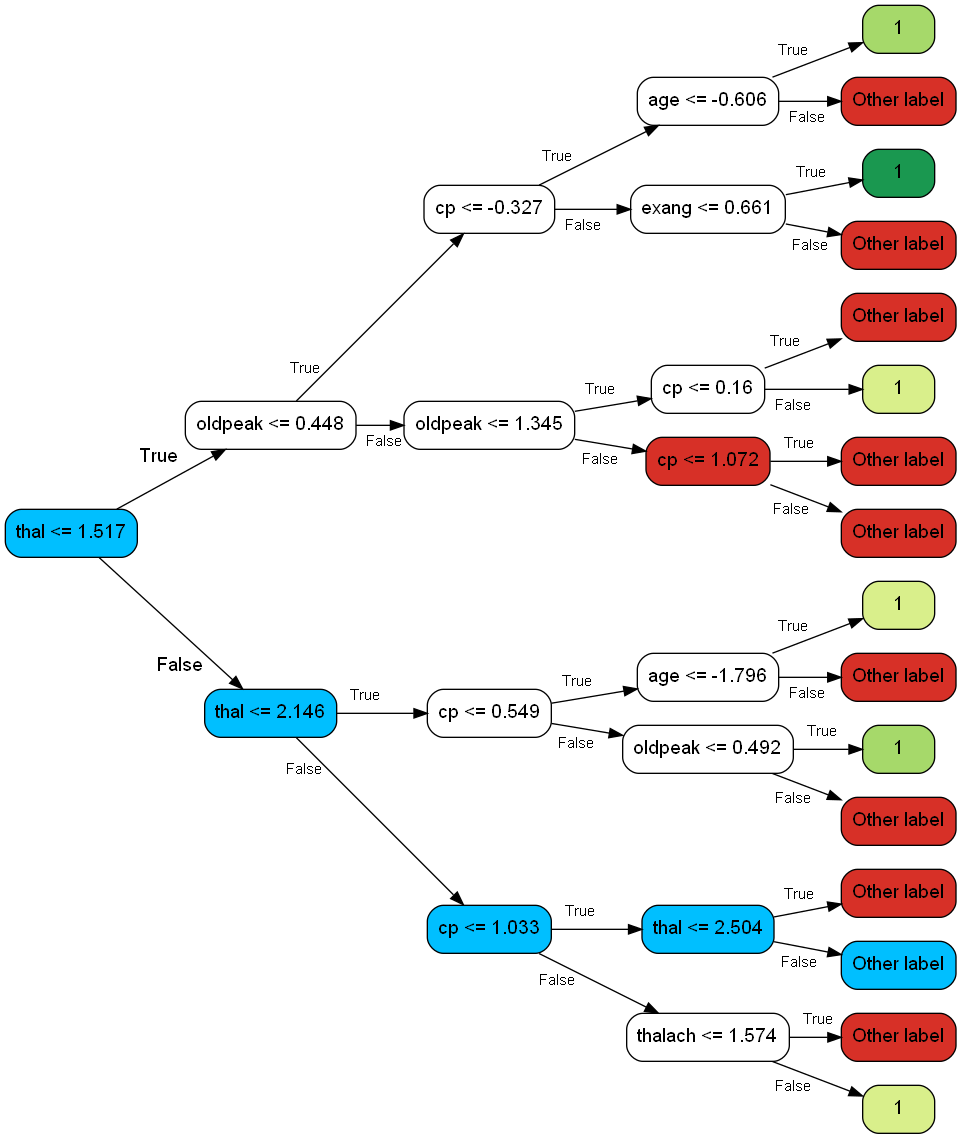 1
True
age <= -0.606
Other label
False
True
1
True
cp <= -0.327
exang <= 0.661
False
Other label
False
Other label
True
True
cp <= 0.16
1
False
True
oldpeak <= 0.448
oldpeak <= 1.345
False
True
cp <= 1.072
Other label
True
False
False
thal <= 1.517
Other label
1
True
False
age <= -1.796
Other label
True
False
True
thal <= 2.146
cp <= 0.549
True
oldpeak <= 0.492
1
False
False
False
Other label
Other label
True
True
cp <= 1.033
thal <= 2.504
False
Other label
False
True
thalach <= 1.574
Other label
False
1